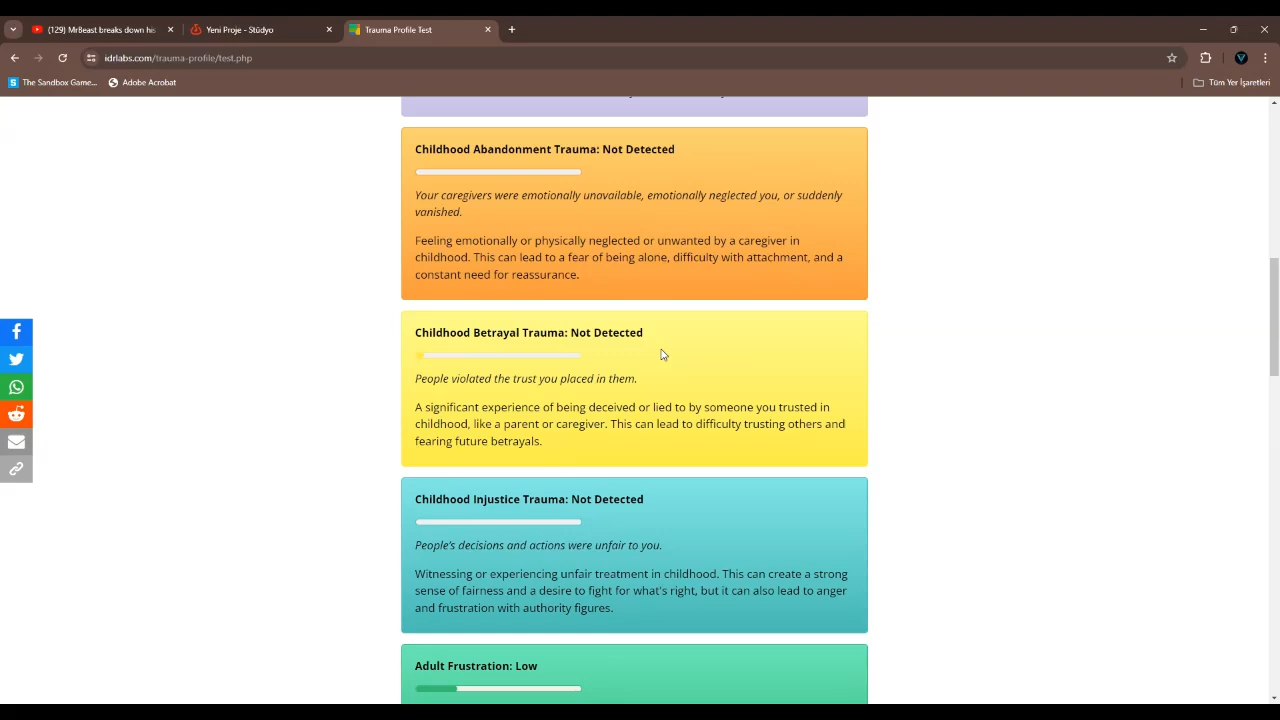 (129) MrBeast breaks down his
Yeni Proje - Stüdyo
Trauma Profile Test
idrlabs.com/trauma-profile/test.php
The Sandbox Game...
Adobe Acrobat
Tüm Yer İşaretleri
Childhood Abandonment Trauma: Not Detected
Your caregivers were emotionally unavailable, emotionally neglected you, or suddenly
vanished.
Feeling emotionally or physically neglected or unwanted by a caregiver in
childhood. This can lead to a fear of being alone, difficulty with attachment, and a
constant need for reassurance.
Childhood Betrayal Trauma: Not Detected
People violated the trust you placed in them.
A significant experience of being deceived or lied to by someone you trusted in
childhood, like a parent or caregiver. This can lead to difficulty trusting others and
fearing future betrayals.
Childhood Injustice Trauma: Not Detected
People's decisions and actions were unfair to you.
Witnessing or experiencing unfair treatment in childhood. This can create a strong
sense of fairness and a desire to fight for what's right, but it can also lead to anger
and frustration with authority figures.
Adult Frustration: Low